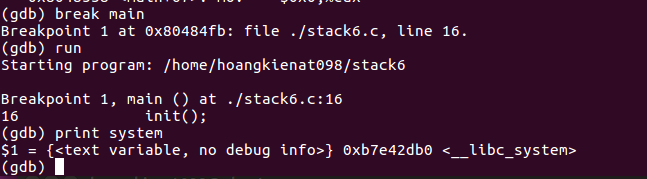 (gdb) break main
Breakpoint 1 at 0x80484fb: file ./stack6.c, line 16.
(gdb) run
Starting program: /home/hoangkienat098/stack6
Breakpoint 1, main () at ./stack6.c:16
16 init();
(gdb) print system
$1 = {<text variable, no debug info>} 0xb7e42db0 <__libc_system>
(gdb)